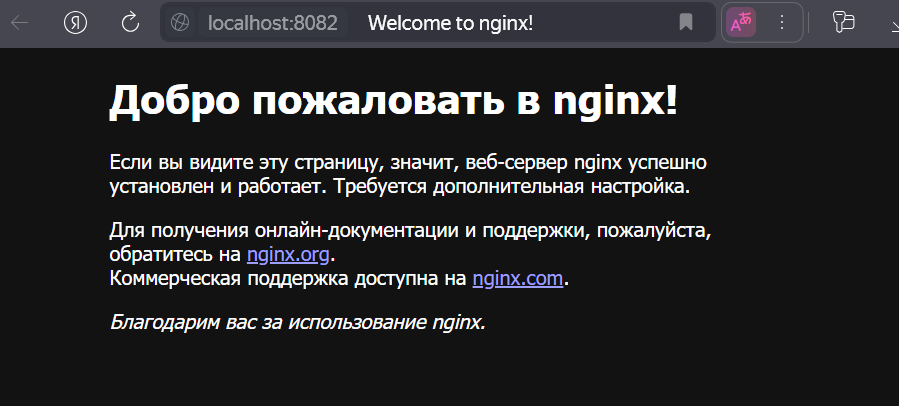 Я localhost:8082 Welcome to nginx! Aあ
Добро пожаловать в nginx!
Если вы видите эту страницу, значит, веб-сервер nginx успешно
установлен и работает. Требуется дополнительная настройка.
Для получения онлайн-документации и поддержки, пожалуйста,
обратитесь на nginx.org.
Коммерческая поддержка доступна на nginx.com.
Благодарим вас за использование nginx.